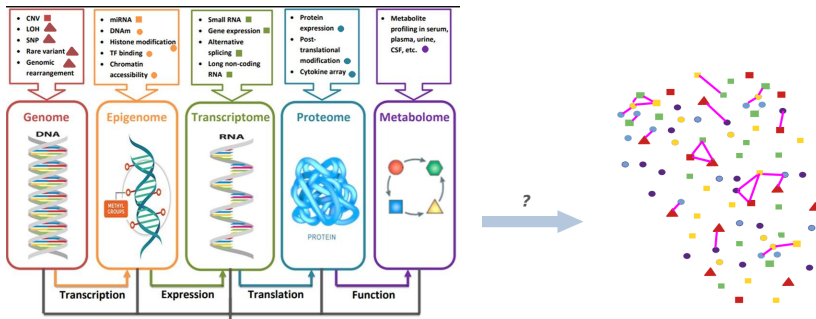 • CNV
• LOH
• SNP
• Rare variant
• Genomic
rearrangement
• miRNA
• DNAm
• Histone modification
• TF binding
• Chromatin
accessibility
• Small RNA
• Gene expression
• Alternative
splicing
• Long non-coding
RNA
• Protein
expression
• Post-
translational
modification
• Cytokine array
• Metabolite
profiling in serum,
plasma, urine,
CSF, etc.
Genome
Epigenome
Transcriptome
Proteome
Metabolome
DNA
RNA
METHYL
GROUPS
PROTEIN
Transcription
Expression
Translation
Function
?